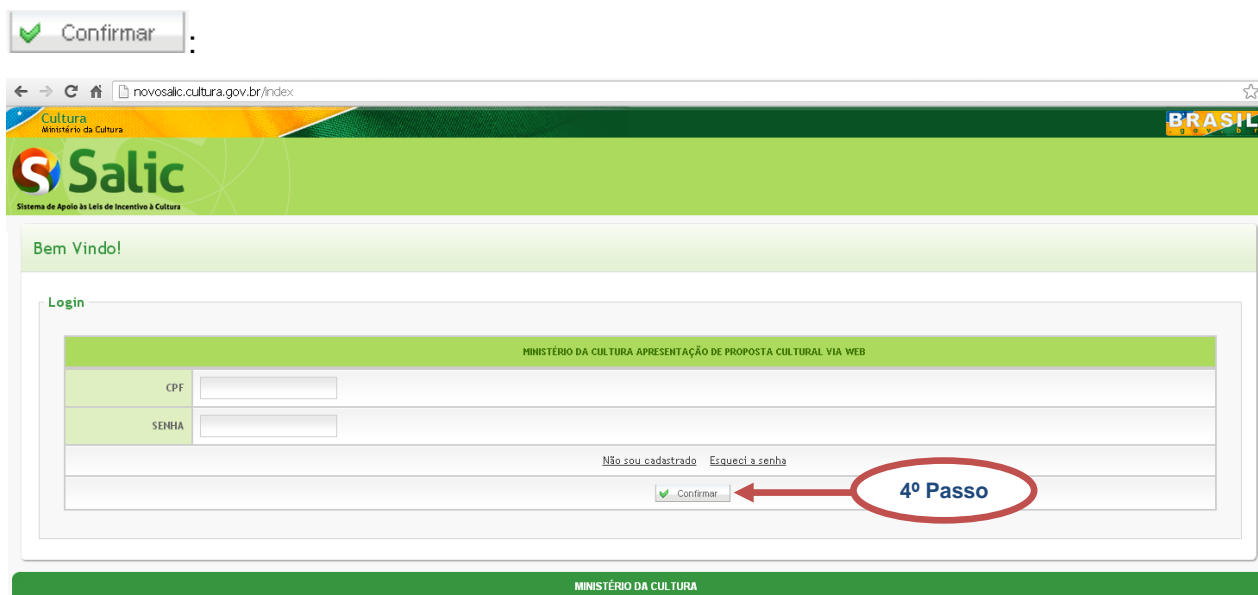 Confirmar :
novosalic.cultura.gov.br/index
Cultura
Ministério da Cultura
BRASIL
.gov.br
Salic
Sistema de Apoio às Leis de Incentivo à Cultura
Bem Vindo!
Login
MINISTÉRIO DA CULTURA APRESENTAÇÃO DE PROPOSTA CULTURAL VIA WEB
CPF
SENHA
Não sou cadastrado Esqueci a senha
Confirmar 4º Passo
MINISTÉRIO DA CULTURA